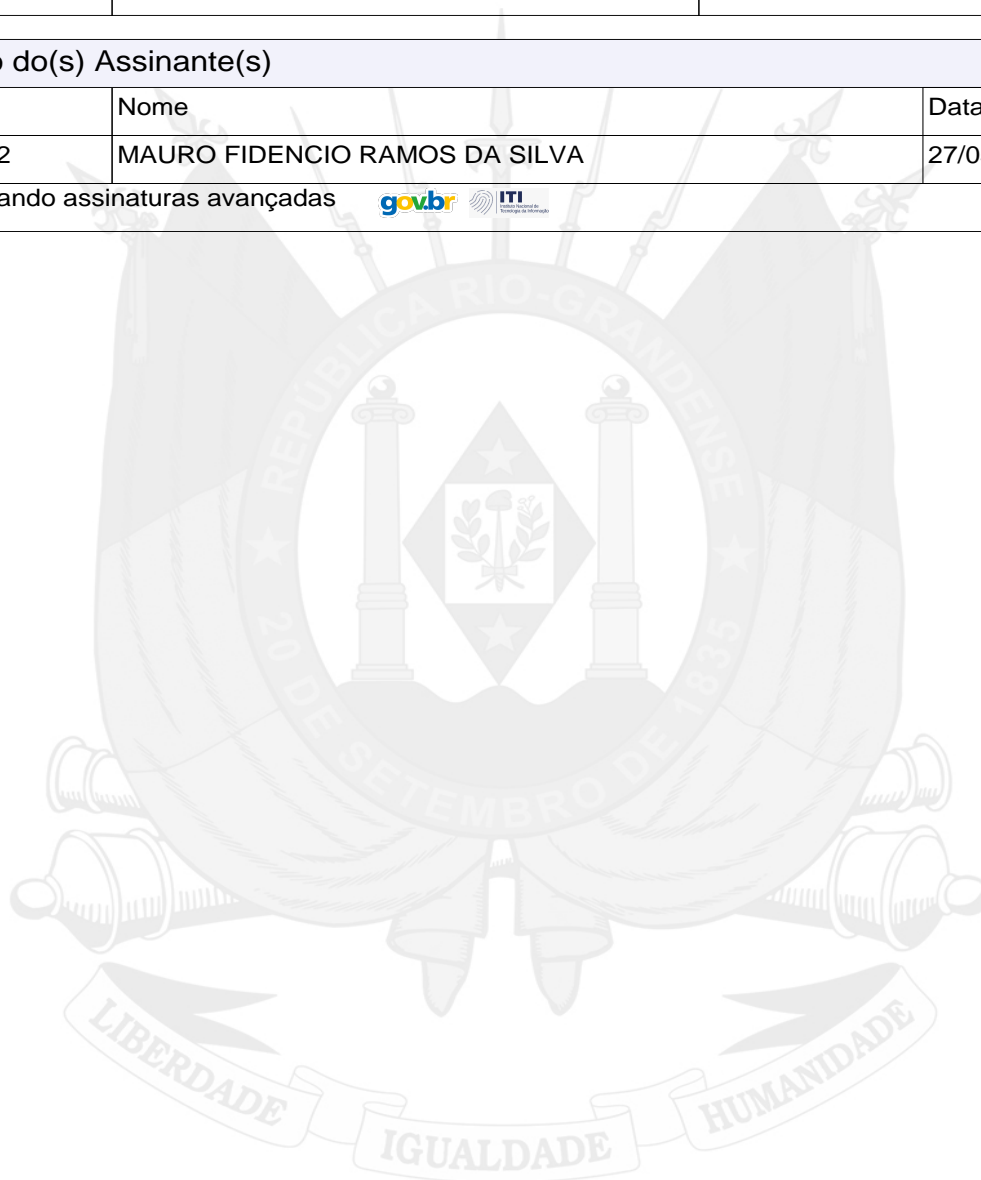 o do(s) Assinante(s)
Nome
Data
2
MAURO FIDENCIO RAMOS DA SILVA
27/0
ando assinaturas avançadas
gov.br
ITI
REPÚBLICA RIO-GRANDENSE
20 DE SETEMBRO DE 1835
LIBERDADE
IGUALDADE
HUMANIDADE